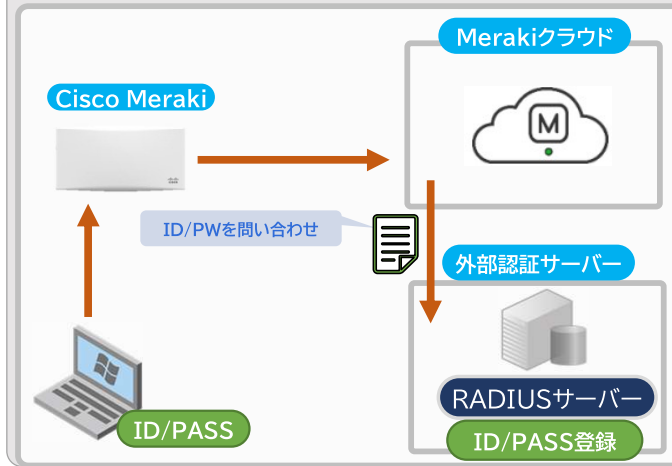 Merakiクラウド
Cisco Meraki
M
ID/PWを問い合わせ
外部認証サーバー
RADIUSサーバー
ID/PASS
ID/PASS登録